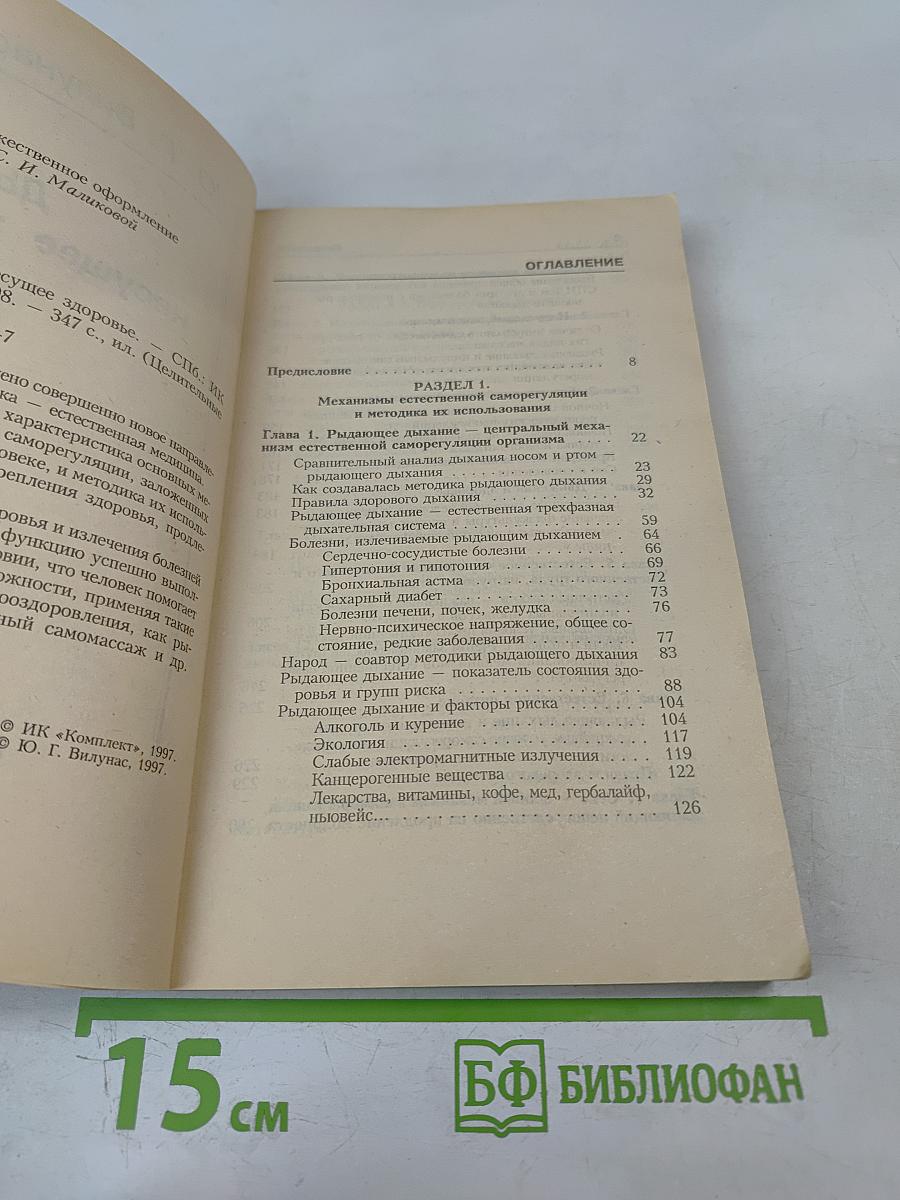 жественное оформление
С. И. Маликовой
есущее здоровье. — СПб.: ИК
98. — 347 с., ил. (Целительные
-7
ено совершенно новое направле-
ка — естественная медицина.
характеристика основных ме-
саморегуляции, заложенных
овеке, и методика их исполь-
репления здоровья, продле-
ровья и излечения болезней
функцию успешно выпол-
овии, что человек помогает
ожности, применяя такие
ооздоровления, как ры-
ный самомассаж и др.
© ИК «Комплект», 1997.
© Ю. Г. Вилунас, 1997.
ОГЛАВЛЕНИЕ
Предисловие . . . . . . . . . . . . . . . . . . . . 8
РАЗДЕЛ 1.
Механизмы естественной саморегуляции
и методика их использования
Глава 1. Рыдающее дыхание — центральный меха-
низм естественной саморегуляции организма . . . . 22
Сравнительный анализ дыхания носом и ртом —
рыдающего дыхания . . . . . . . . . . . . . . 23
Как создавалась методика рыдающего дыхания 29
Правила здорового дыхания . . . . . . . . . . . 32
Рыдающее дыхание — естественная трехфазная
дыхательная система . . . . . . . . . . . . . . 59
Болезни, излечиваемые рыдающим дыханием . 64
Сердечно-сосудистые болезни . . . . . . . 66
Гипертония и гипотония . . . . . . . . . . 69
Бронхиальная астма . . . . . . . . . . . . 72
Сахарный диабет . . . . . . . . . . . . . . 73
Болезни печени, почек, желудка . . . . . . 76
Нервно-психическое напряжение, общее со-
стояние, редкие заболевания . . . . . . . . 77
Народ — соавтор методики рыдающего дыхания 83
Рыдающее дыхание — показатель состояния здо-
ровья и групп риска . . . . . . . . . . . . . . 88
Рыдающее дыхание и факторы риска . . . . . . 104
Алкоголь и курение . . . . . . . . . . . . 104
Экология . . . . . . . . . . . . . . . . . . 117
Слабые электромагнитные излучения . . . . 119
Канцерогенные вещества . . . . . . . . . . 122
Лекарства, витамины, кофе, мед, гербалайф,
ньювейс... . . . . . . . . . . . . . . . . . 126
15 см
БФ БИБЛИОФАН